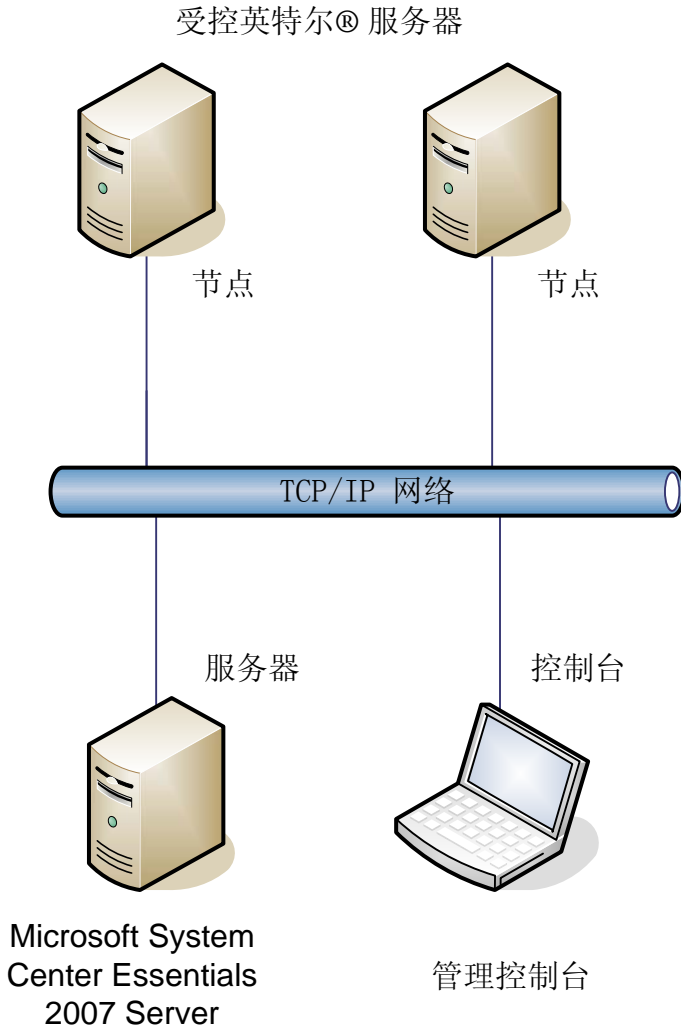 受控英特尔® 服务器
节点
节点
TCP/IP 网络
服务器
控制台
Microsoft System
Center Essentials
2007 Server
管理控制台